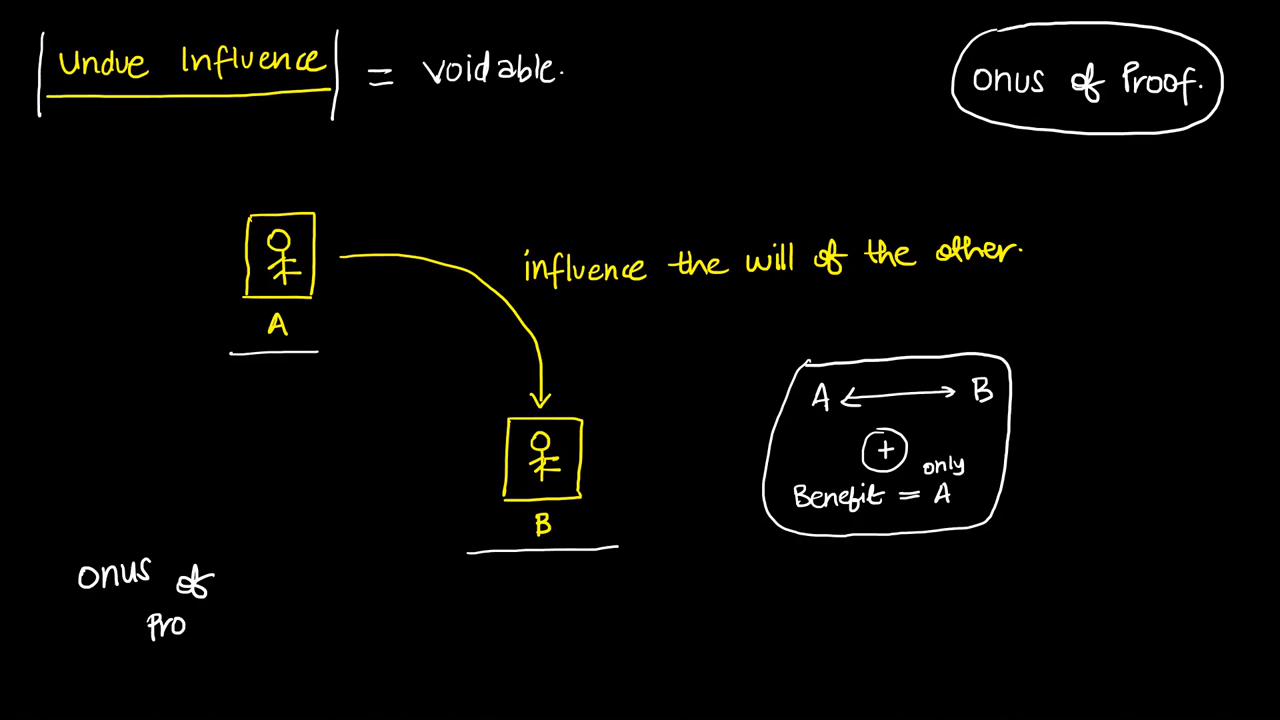 Undue Influence = voidable.
Onus of Proof.
influence the will of the other.
A
A B
+
only
Benefit = A
B
Onus of
Pro